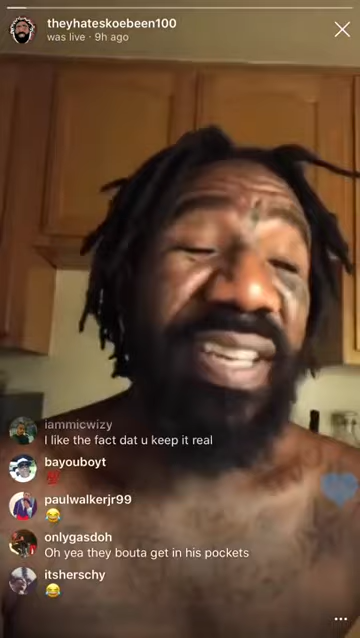 theyhateskoebeen100
was live · 9h ago
iammicwizy
I like the fact dat u keep it real
bayouboyt
💯
paulwalkerjr99
😂
onlygasdoh
Oh yea they bouta get in his pockets
itsherschy
😂